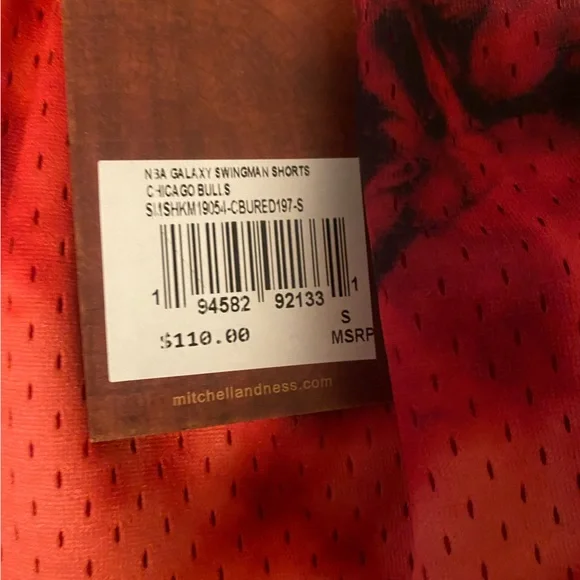 NBA GALAXY SWINGMAN SHORTS
CHICAGO BULLS
SMSHKM19054-CBURED197-S
1 94582 92133 1
S
$110.00 MSRP
mitchellandness.com